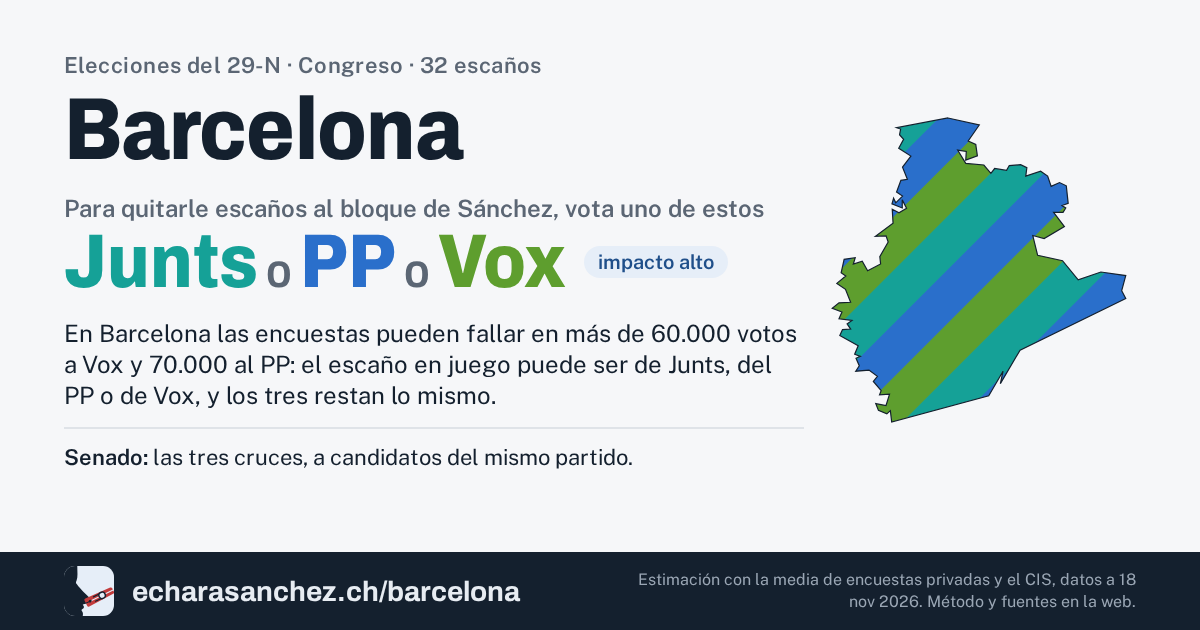 Elecciones del 29-N · Congreso · 32 escaños
Barcelona
Para quitarle escaños al bloque de Sánchez, vota uno de estos
Junts o PP o Vox impacto alto
En Barcelona las encuestas pueden fallar en más de 60.000 votos
a Vox y 70.000 al PP: el escaño en juego puede ser de Junts, del
PP o de Vox, y los tres restan lo mismo.
Senado: las tres cruces, a candidatos del mismo partido.
echarasanchez.ch/barcelona
Estimación con la media de encuestas privadas y el CIS, datos a 18
nov 2026. Método y fuentes en la web.